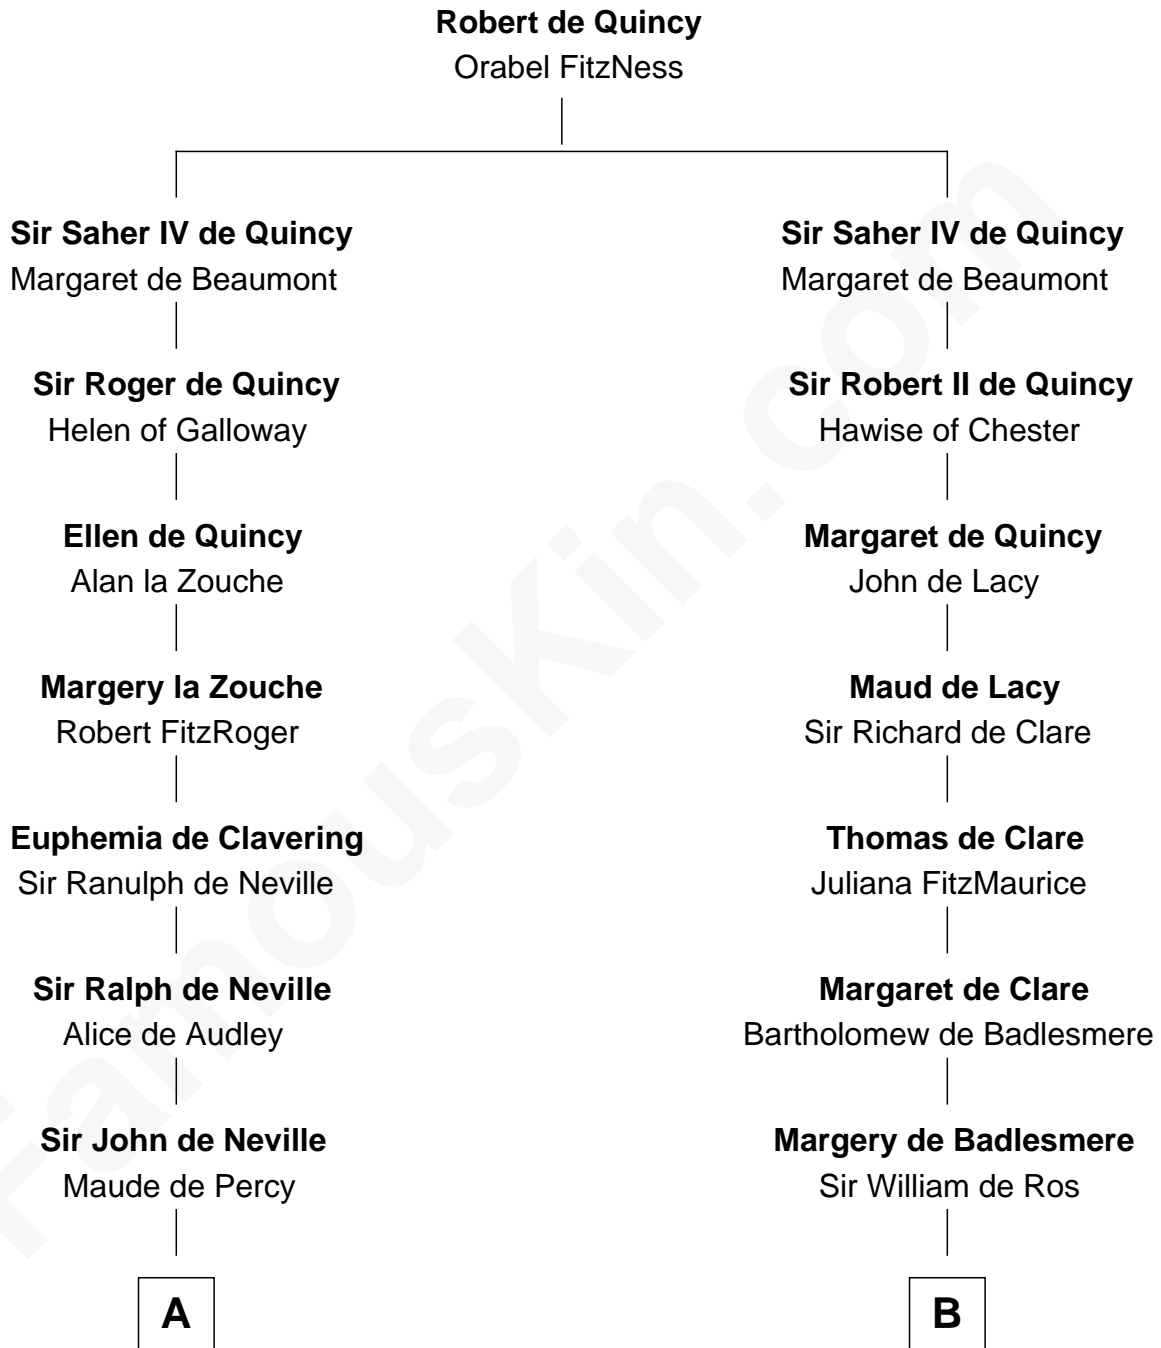 Robert de Quincy
Orabel FitzNess
Sir Saher IV de Quincy
Margaret de Beaumont
Sir Saher IV de Quincy
Margaret de Beaumont
Sir Roger de Quincy
Helen of Galloway
Sir Robert II de Quincy
Hawise of Chester
Ellen de Quincy
Alan la Zouche
Margaret de Quincy
John de Lacy
Margery la Zouche
Robert FitzRoger
Maud de Lacy
Sir Richard de Clare
Euphemia de Clavering
Sir Ranulph de Neville
Thomas de Clare
Juliana FitzMaurice
Sir Ralph de Neville
Alice de Audley
Margaret de Clare
Bartholomew de Badlesmere
Sir John de Neville
Maude de Percy
Margery de Badlesmere
Sir William de Ros
A
B
FamousKin.com